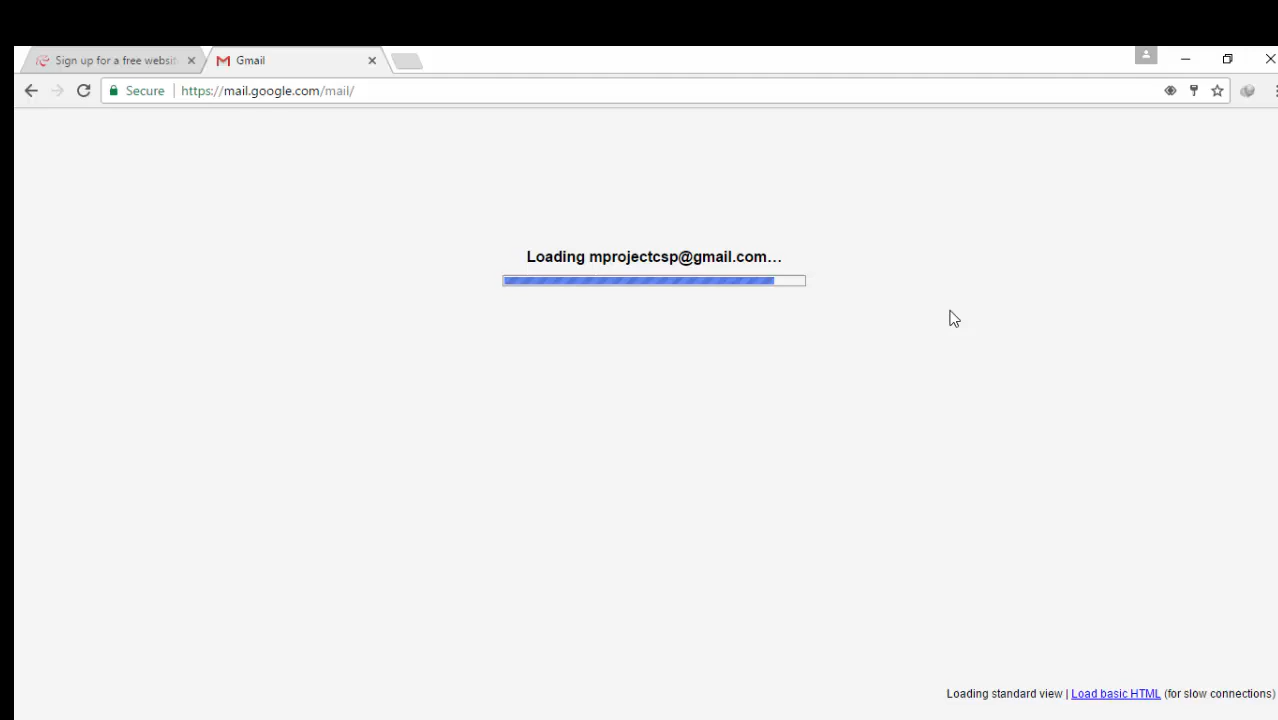 Sign up for a free websit
Gmail
Secure
https://mail.google.com/mail/
Loading mprojectcsp@gmail.com...
Loading standard view | Load basic HTML (for slow connections)